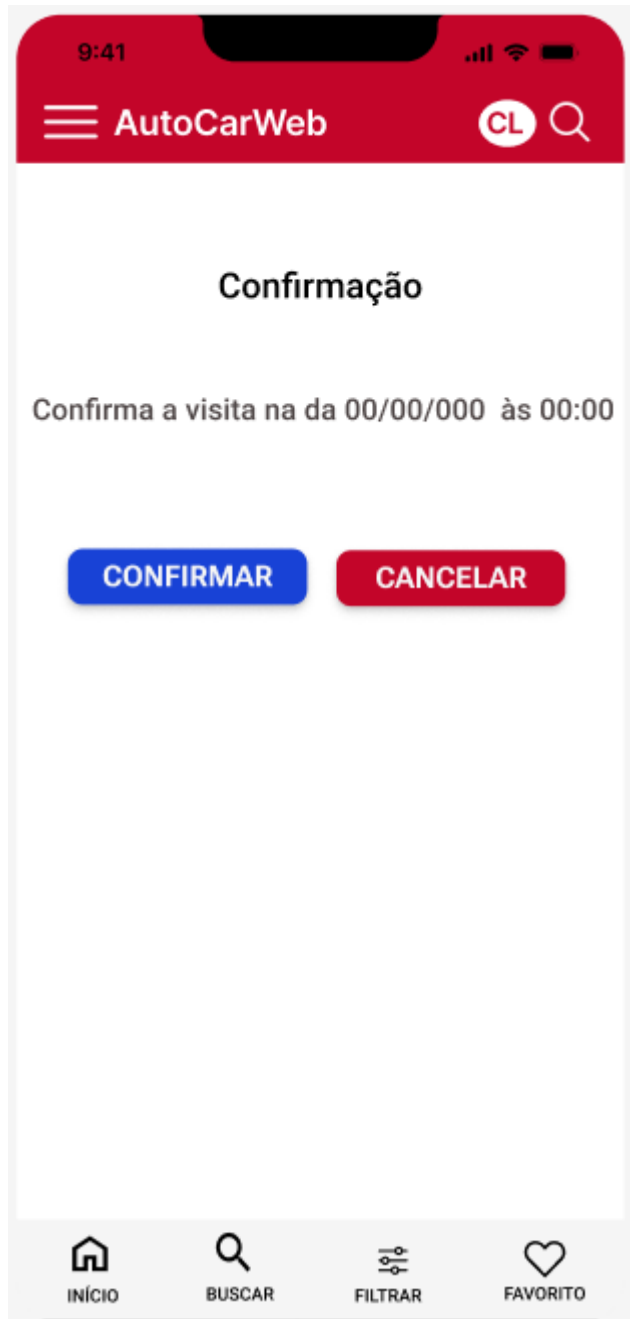 9:41
AutoCarWeb CL
Confirmação
Confirma a visita na da 00/00/000 às 00:00
CONFIRMAR CANCELAR
INÍCIO BUSCAR FILTRAR FAVORITO